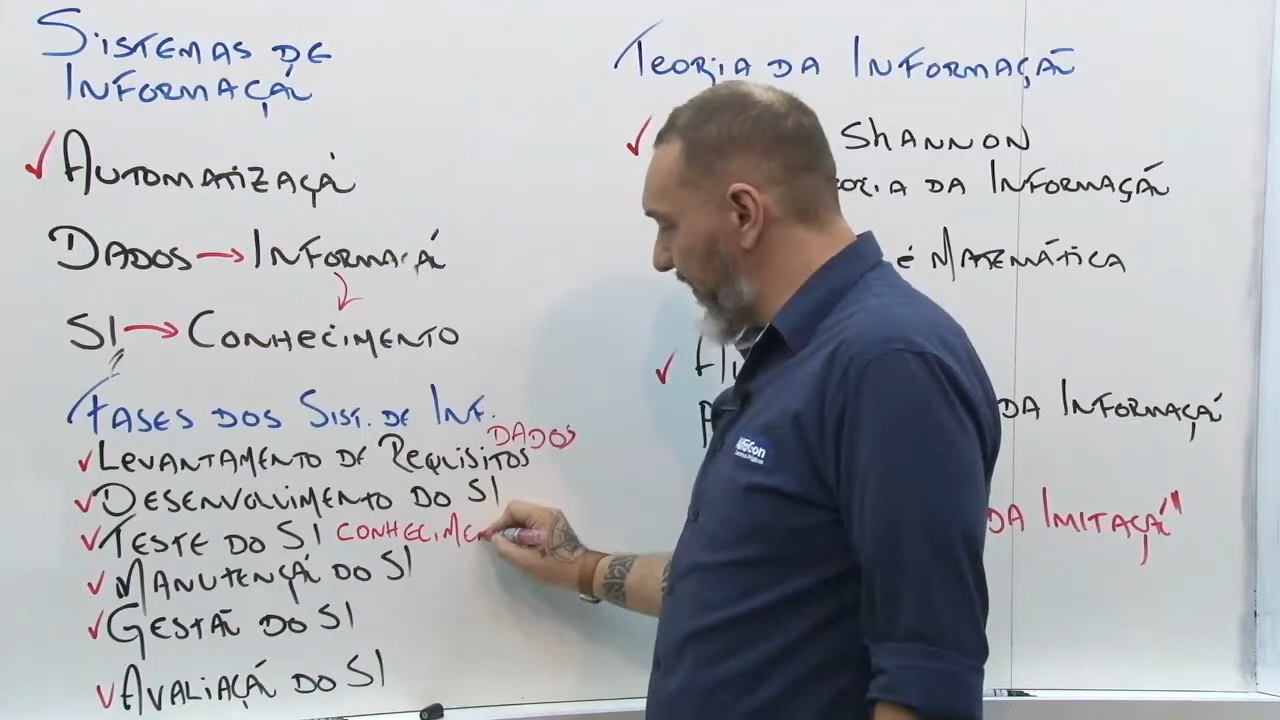 SISTEMAS DE
INFORMAÇÃ
AUTOMATIZAÇÃ
DADOS → INFORMAÇÃ
SI → CONHECIMENTO
FASES DOS SIST. DE INF.
DADOS
LEVANTAMENTO DE REQUISITOS
DESENVOLVIMENTO DO SI
TESTE DO SI CONHECIME
MANUTENÇÃ DO SI
GESTÃ DO SI
AVALIAÇÃ DO SI
TEORIA DA INFORMAÇÃ
SHANNON
DA INFORMAÇÃ
é MATEMÁTICA
DA INFORMAÇÃ
DA IMITAÇÃ"